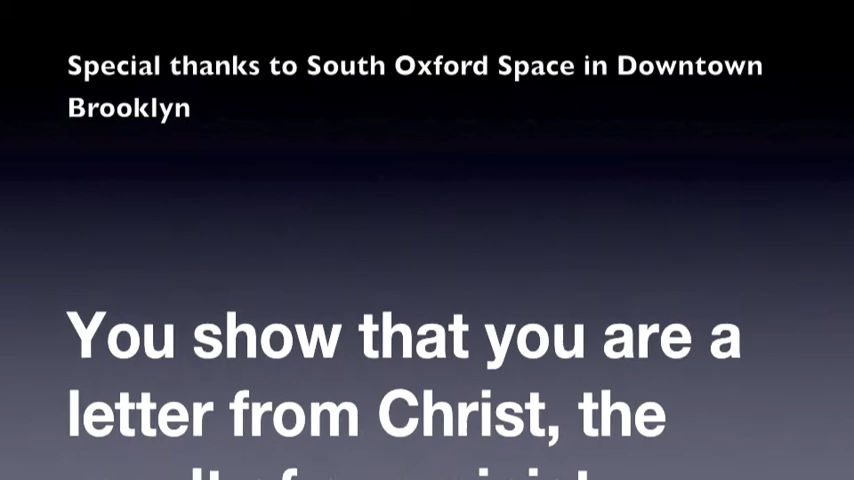 Special thanks to South Oxford Space in Downtown
Brooklyn
You show that you are a
letter from Christ, the